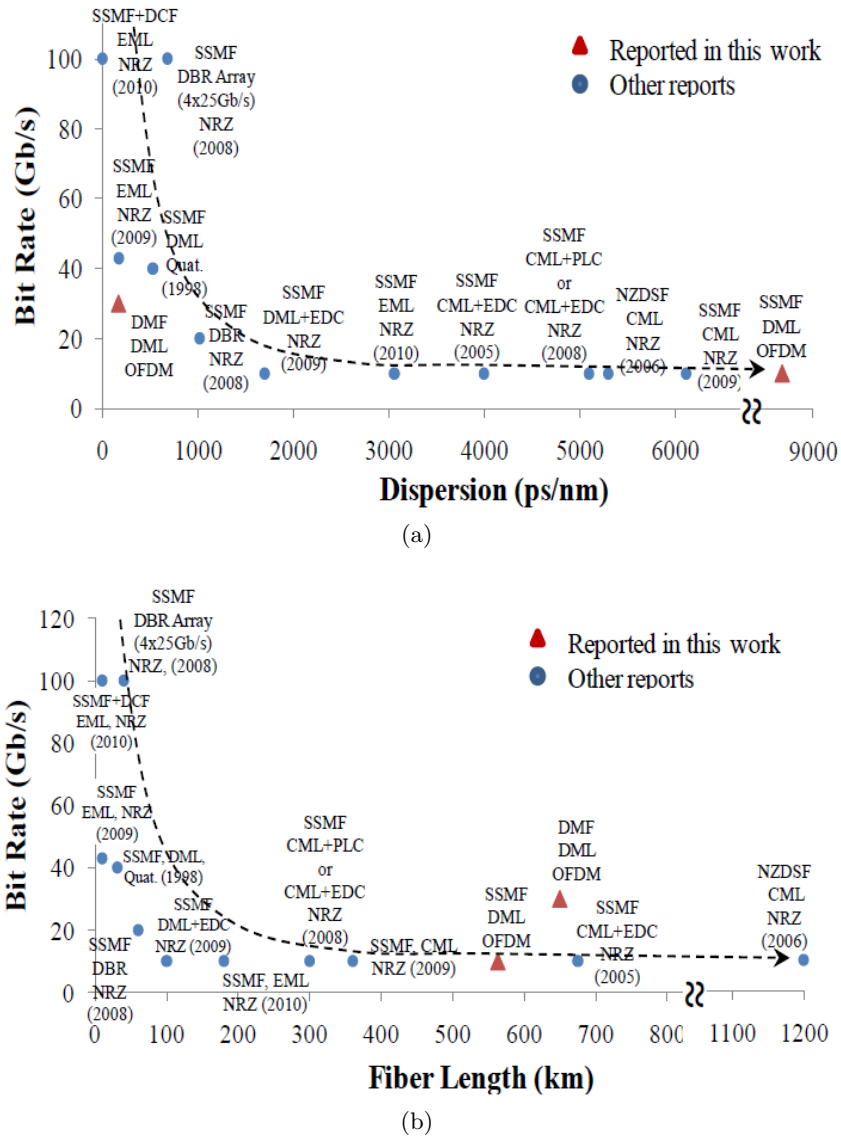 SSMF+DCF
EML
NRZ
(2010)
SSMF
DBR Array
(4x25Gb/s)
NRZ
(2008)
Reported in this work
Other reports
SSMF
EML
NRZ
(2009)
SSMF
DML
Quat.
(1998)
DMF
DML
OFDM
SSMF
DBR
NRZ
(2008)
SSMF
DML+EDC
NRZ
(2009)
SSMF
EML
NRZ
(2010)
SSMF
CML+EDC
NRZ
(2005)
SSMF
CML+PLC
or
CML+EDC
NRZ
(2008)
NZDSF
CML
NRZ
(2006)
SSMF
CML
NRZ
(2009)
SSMF
DML
OFDM
Bit Rate (Gb/s)
100
80
60
40
20
0
0 1000 2000 3000 4000 5000 6000 9000
Dispersion (ps/nm)
(a)
SSMF
DBR Array
(4x25Gb/s)
NRZ, (2008)
Reported in this work
Other reports
SSMF+DCF
EML, NRZ
(2010)
SSMF
EML, NRZ
(2009)
SSMF, DML,
Quat. (1998)
SSMF
DBR
NRZ
(2008)
SSMF
DML+EDC
NRZ (2009)
SSMF, EML
NRZ (2010)
SSMF
CML+PLC
or
CML+EDC
NRZ
(2008)
SSMF, CML
NRZ (2009)
SSMF
DML
OFDM
DMF
DML
OFDM
SSMF
CML+EDC
NRZ
(2005)
NZDSF
CML
NRZ
(2006)
Bit Rate (Gb/s)
120
100
80
60
40
20
0
0 100 200 300 400 500 600 700 800 1100 1200
Fiber Length (km)
(b)